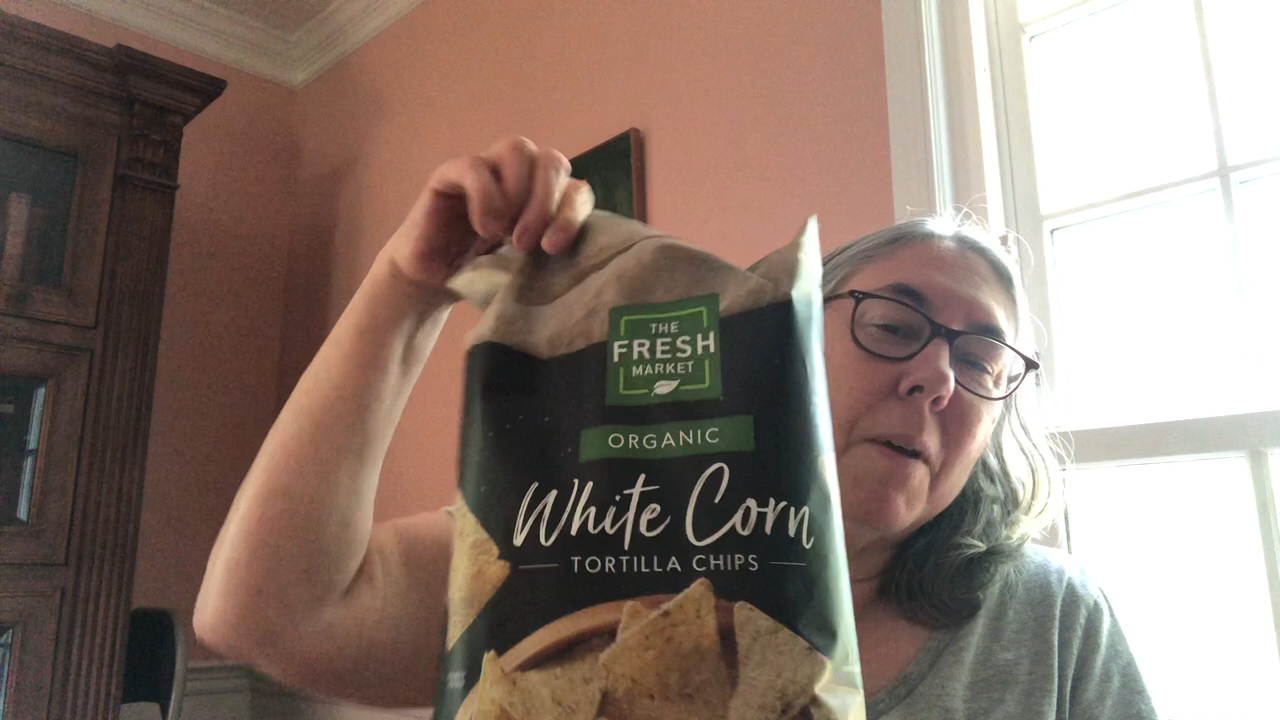 THE
FRESH
MARKET
ORGANIC
White Corn
TORTILLA CHIPS